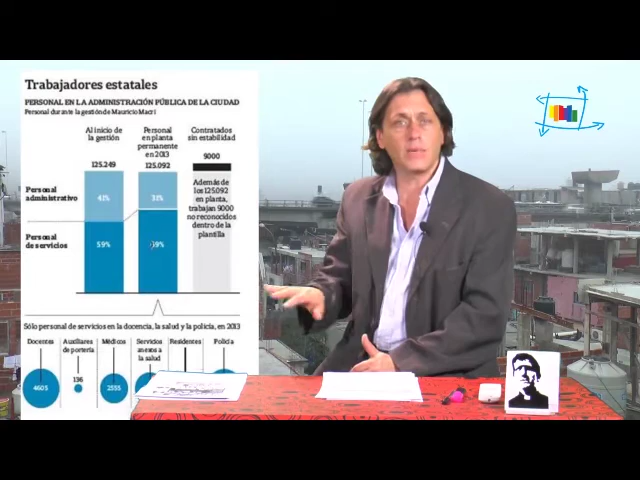 Trabajadores estatales
PERSONAL EN LA ADMINISTRACIÓN PÚBLICA DE LA CIUDAD
Personal durante la gestión de Mauricio Macri
Al inicio de
la gestión
Personal
en planta
permanente
en 2013
Contratados
sin estabilidad
125.249
125.092
9000
Personal
administrativo
41%
31%
Además de
los 125.092
en planta,
trabajan 9000
no reconocidos
dentro de la
plantilla
Personal
de servicios
59%
69%
Sólo personal de servicios en la docencia, la salud y la policía, en 2013
Docentes
Auxiliares
de portería
Médicos
Servicios
anexos a
la salud
Residentes
Policía
4605
136
2555